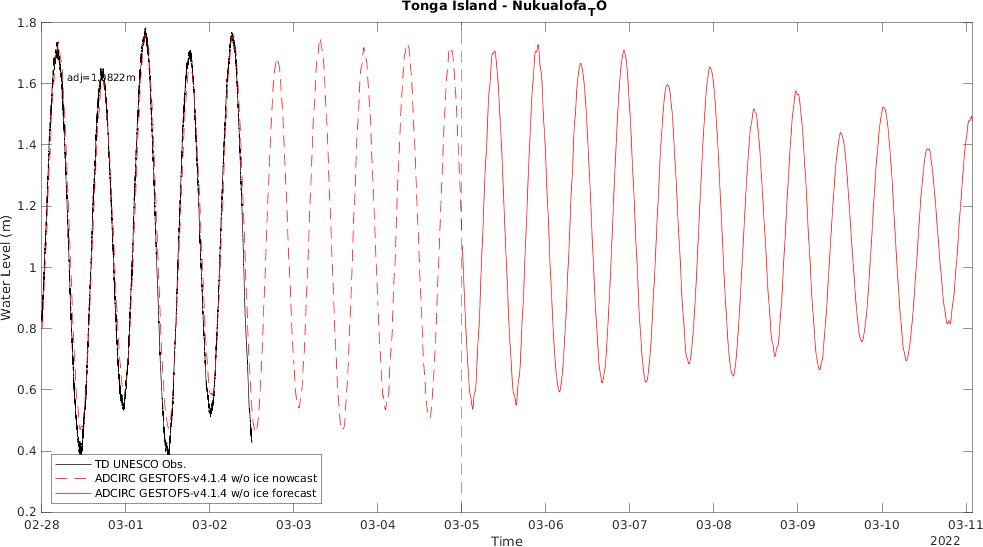 Tonga Island - Nukualofa_TO
1.8
1.6
1.4
1.2
1
0.8
0.6
0.4
0.2
Water Level (m)
adj=1.0822m
TD UNESCO Obs.
ADCIRC GESTOFS-v4.1.4 w/o ice nowcast
ADCIRC GESTOFS-v4.1.4 w/o ice forecast
02-28 03-01 03-02 03-03 03-04 03-05 03-06 03-07 03-08 03-09 03-10 03-11
Time
2022